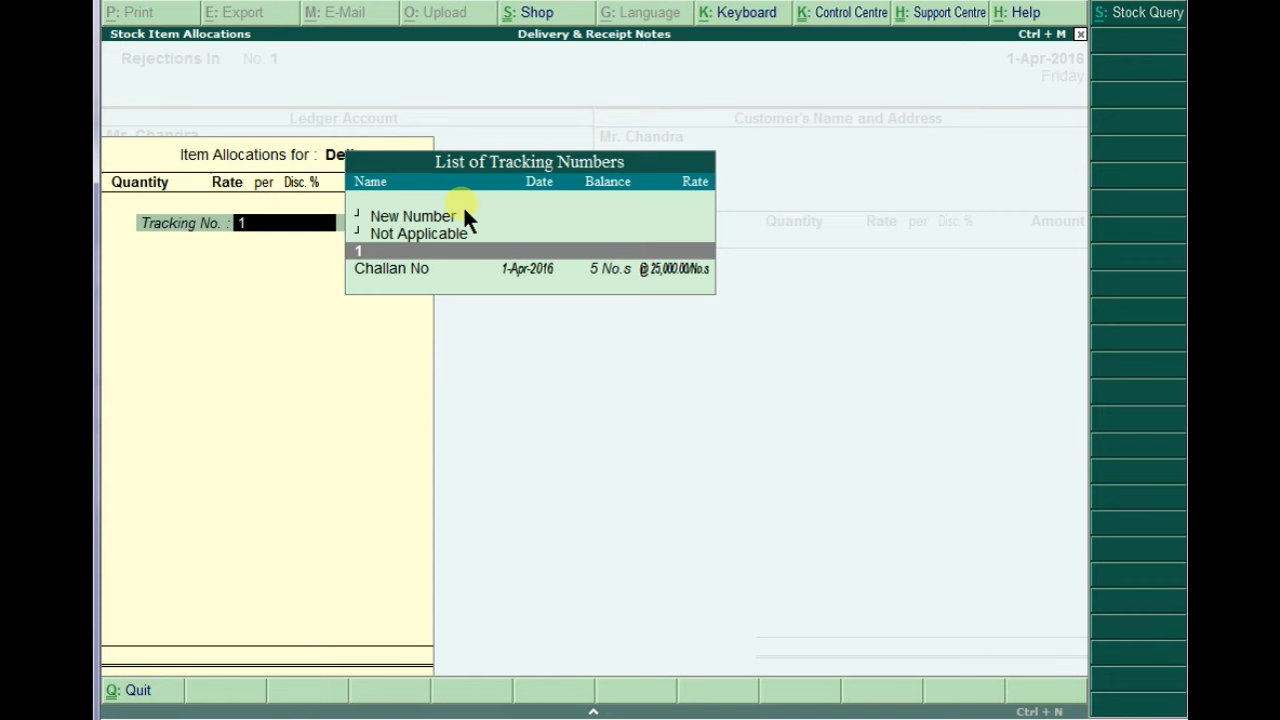 P: Print E: Export M: E-Mail O: Upload S: Shop G: Language K: Keyboard K: Control Centre H: Support Centre H: Help S: Stock Query
Stock Item Allocations Delivery & Receipt Notes Ctrl + M x
Rejections In No. 1 1-Apr-2016
Friday
Ledger Account Customer's Name and Address
Mr. Chandra Mr. Chandra
Item Allocations for : Dell
Quantity Rate per Disc. %
Tracking No. : 1
List of Tracking Numbers
Name Date Balance Rate
New Number
Not Applicable
1
Challan No 1-Apr-2016 5 No.s @ 25,000.00/No.s
Quantity Rate per Disc % Amount
Q: Quit
Ctrl + N